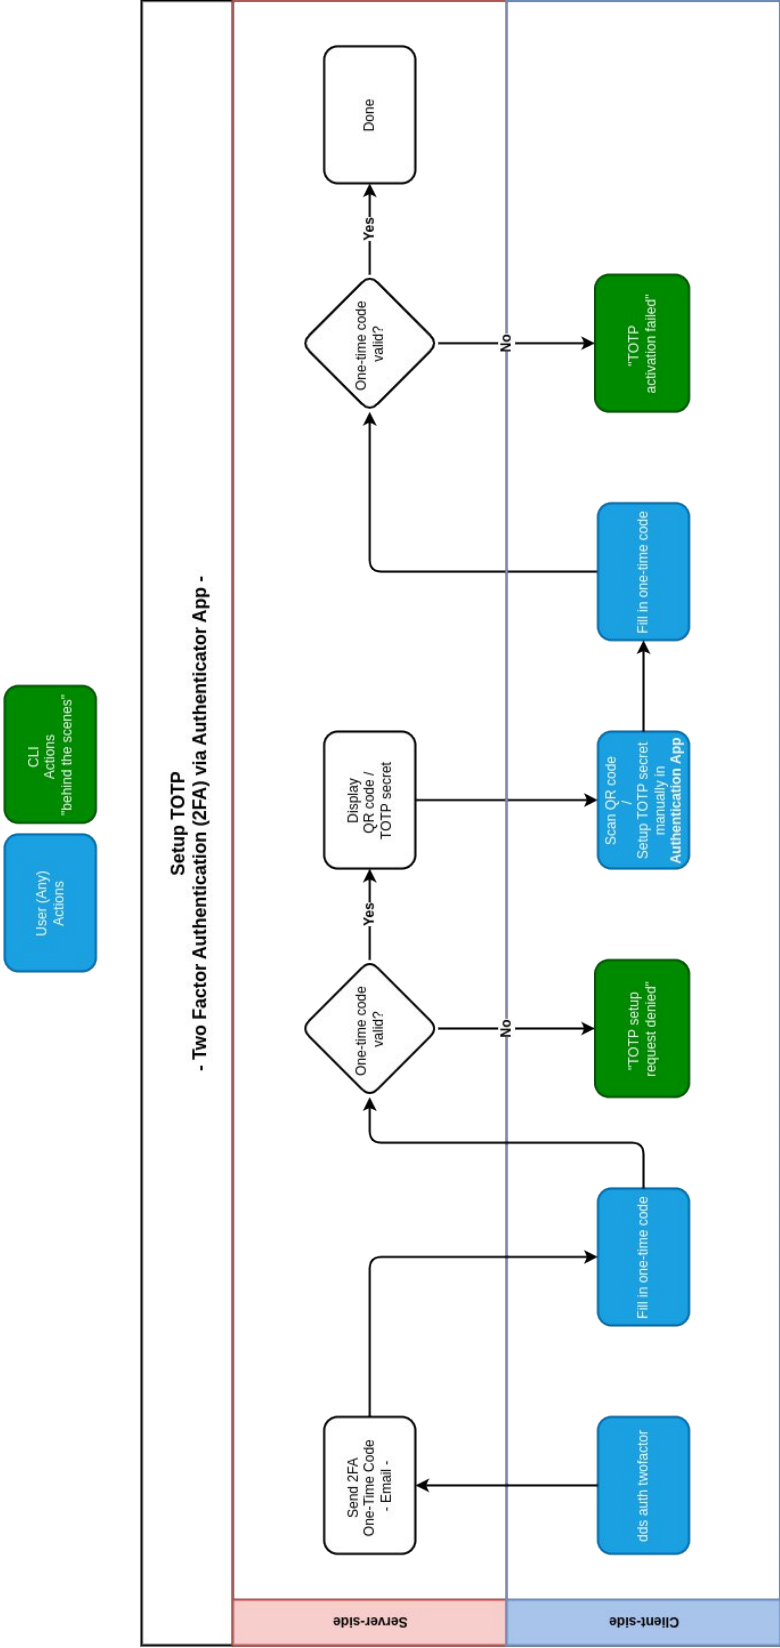 User (Any)
Actions
CLI
Actions
"behind the scenes"
Setup TOTP
- Two Factor Authentication (2FA) via Authenticator App -
Server-side
Send 2FA
One-Time Code
- Email -
One-time code
valid?
Yes
No
Display
QR code /
TOTP secret
One-time code
valid?
Yes
No
Done
Client-side
dds auth twofactor
Fill in one-time code
"TOTP setup
request denied"
Scan QR code
/
Setup TOTP secret
manually in
Authentication App
Fill in one-time code
"TOTP
activation failed"